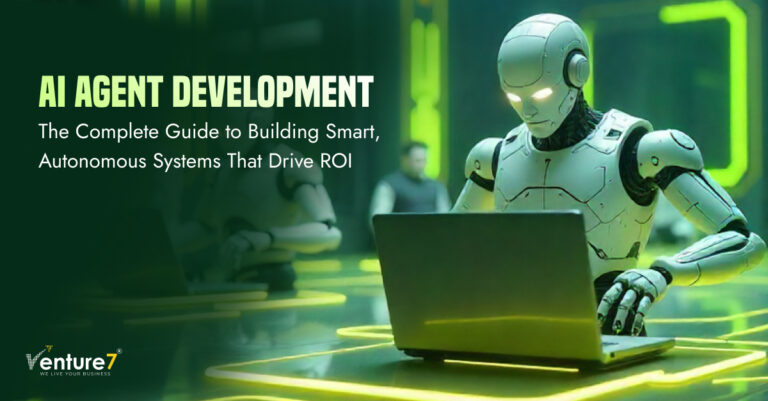 AI AGENT DEVELOPMENT
The Complete Guide to Building Smart,
Autonomous Systems That Drive ROI
Venture7®
WE LIVE YOUR BUSINESS